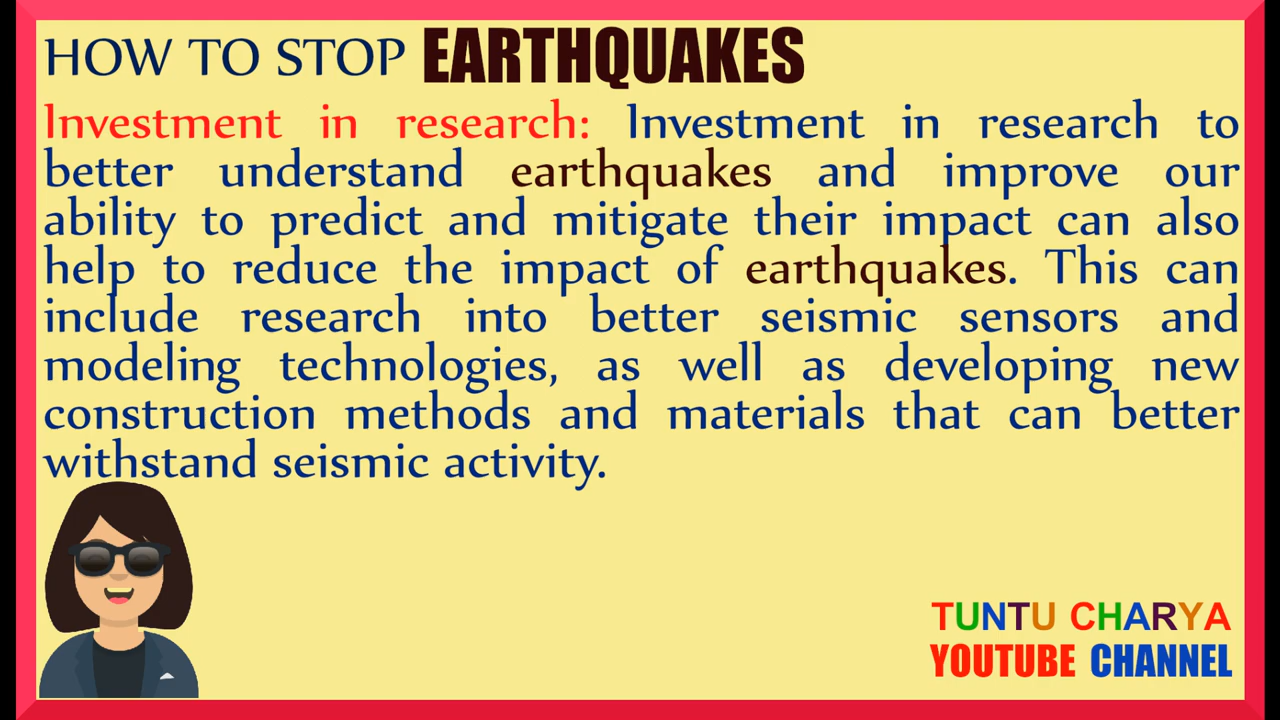 HOW TO STOP EARTHQUAKES
Investment in research: Investment in research to
better understand earthquakes and improve our
ability to predict and mitigate their impact can also
help to reduce the impact of earthquakes. This can
include research into better seismic sensors and
modeling technologies, as well as developing new
construction methods and materials that can better
withstand seismic activity.
TUNTU CHARYA
YOUTUBE CHANNEL